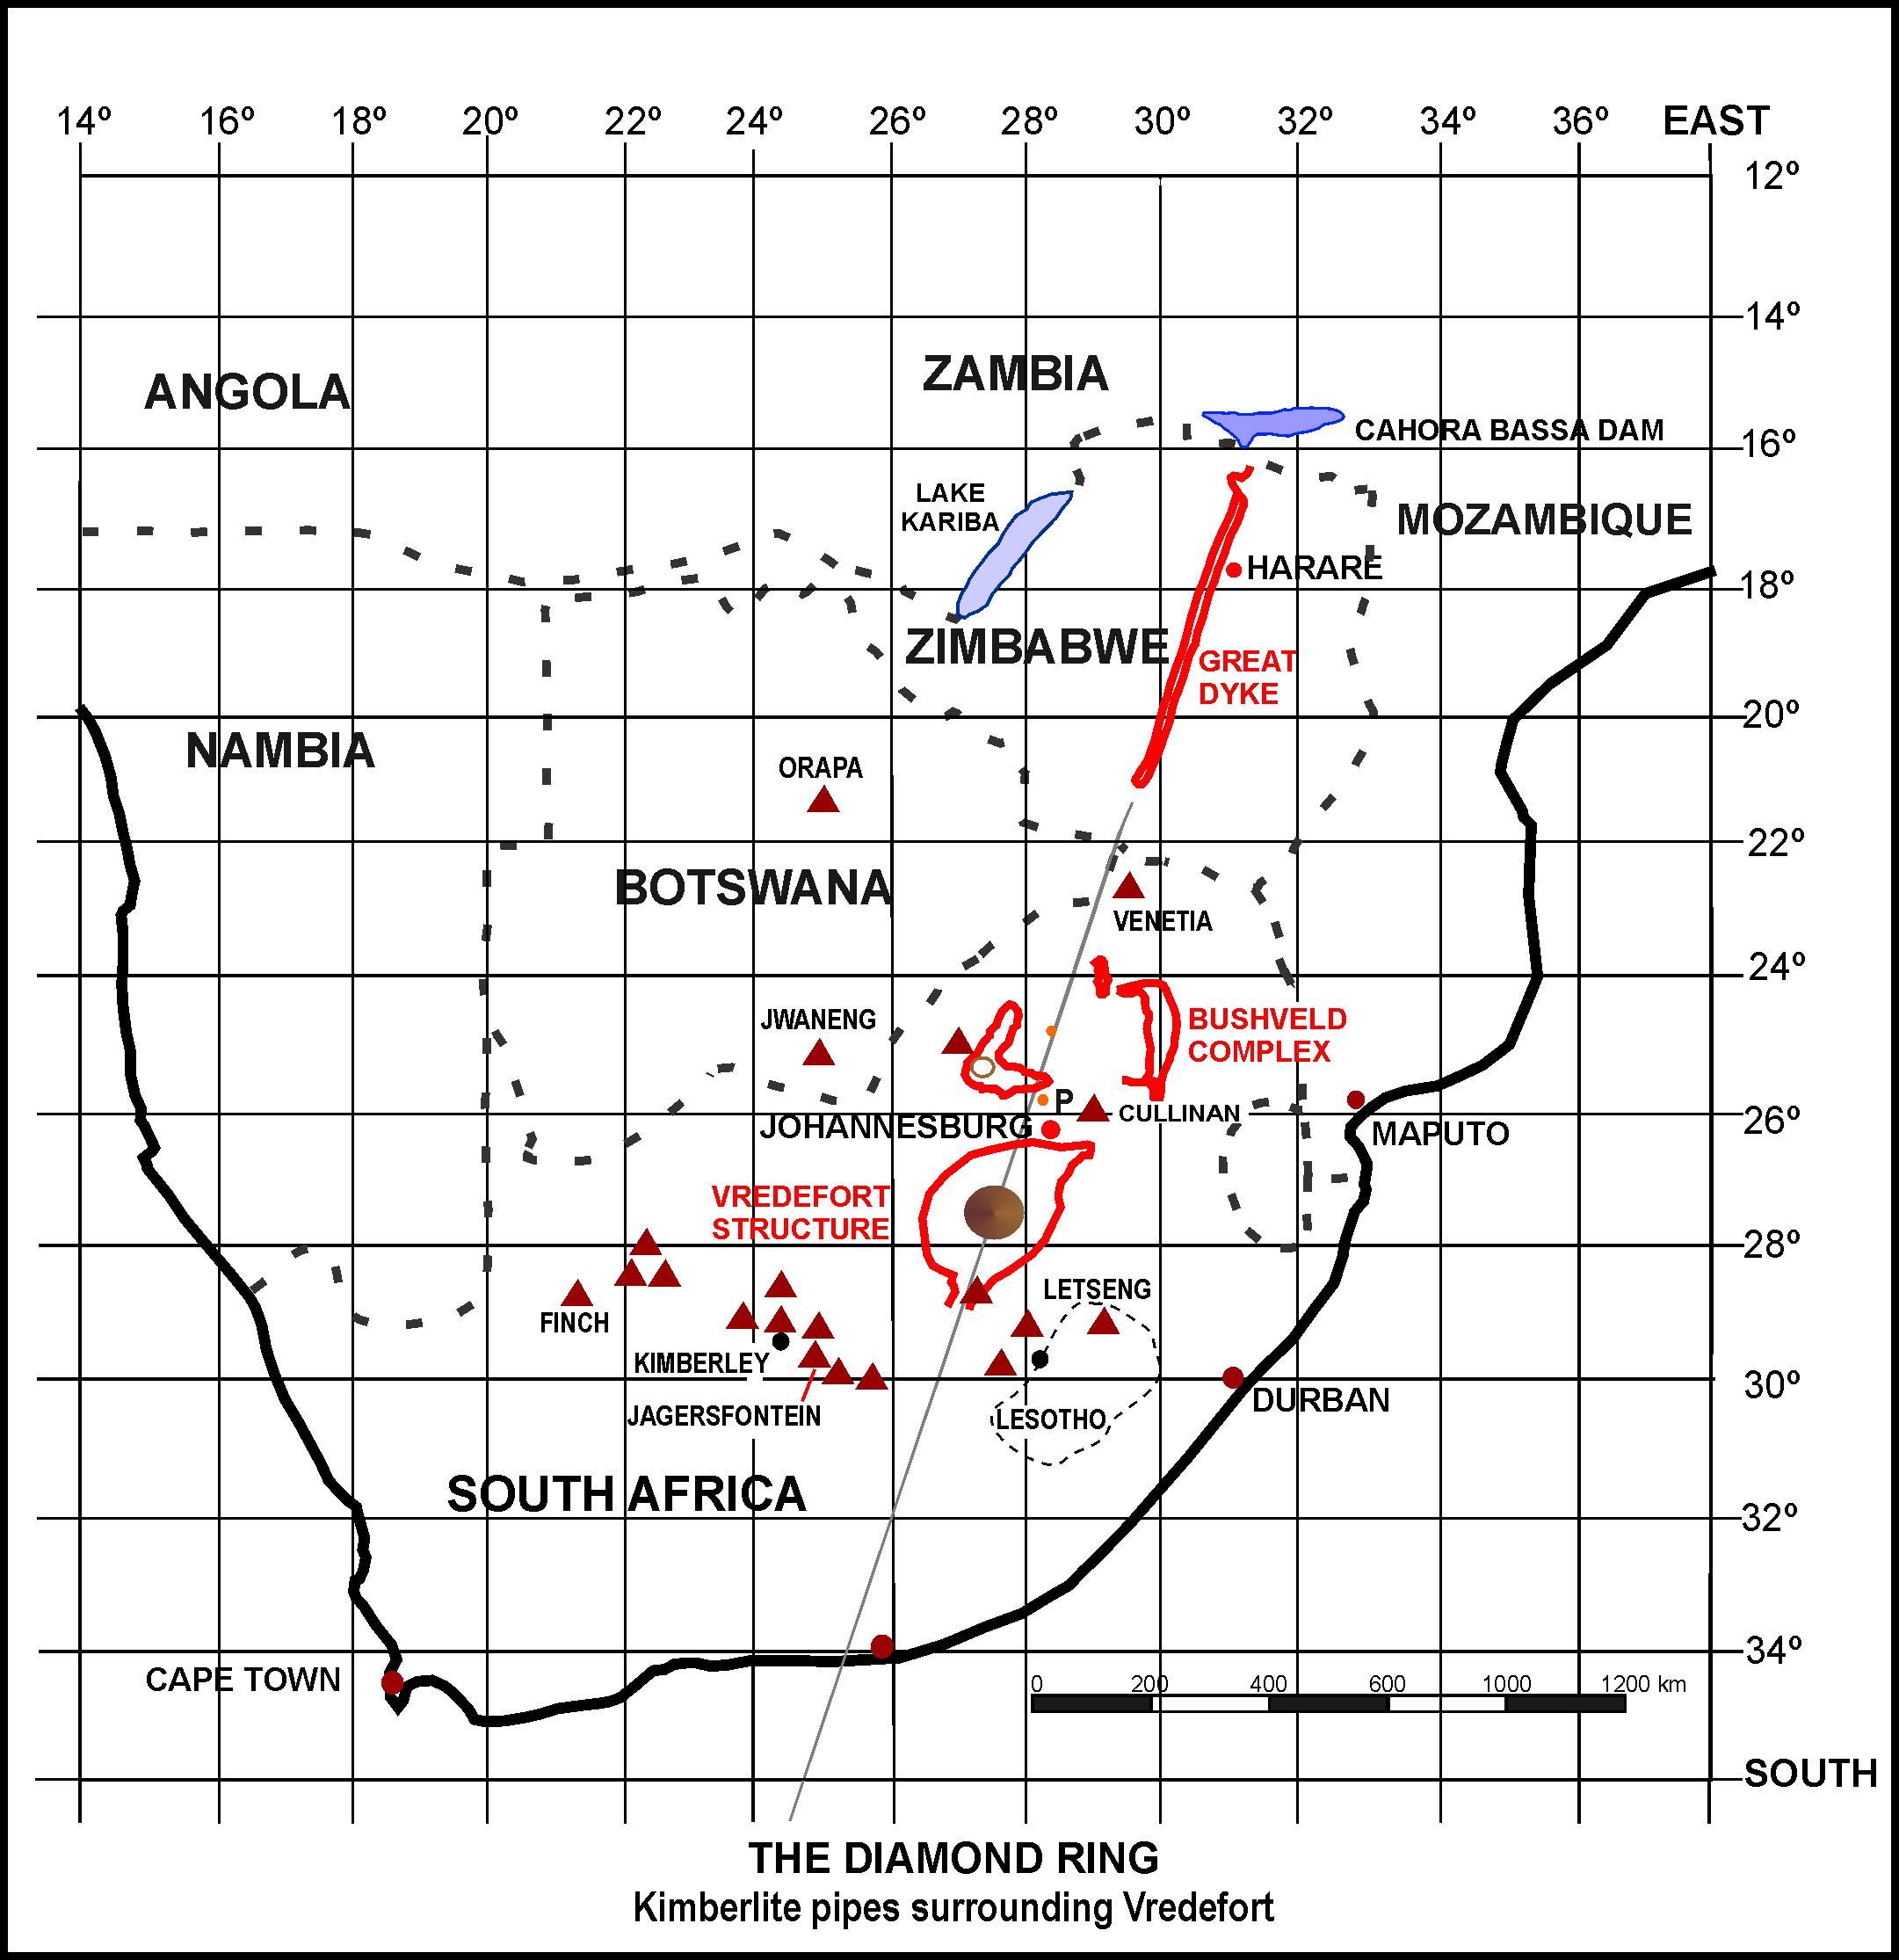 14º 16º 18º 20º 22º 24º 26º 28º 30º 32º 34º 36º EAST
12º
14º
ZAMBIA
ANGOLA
CAHORA BASSA DAM
16º
LAKE
KARIBA
MOZAMBIQUE
HARARE
18º
ZIMBABWE
GREAT
DYKE
20º
NAMBIA
ORAPA
22º
BOTSWANA
VENETIA
24º
JWANENG
BUSHVELD
COMPLEX
P
CULLINAN
26º
JOHANNESBURG
MAPUTO
VREDEFORT
STRUCTURE
28º
LETSENG
FINCH
KIMBERLEY
30º
DURBAN
JAGERSFONTEIN
LESOTHO
SOUTH AFRICA
32º
34º
CAPE TOWN
0 200 400 600 1000 1200 km
SOUTH
THE DIAMOND RING
Kimberlite pipes surrounding Vredefort